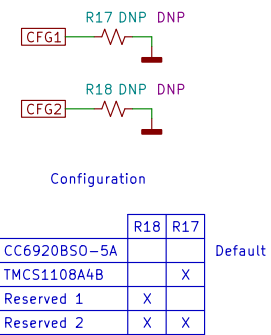 R17 DNP DNP
CFG1
R18 DNP DNP
CFG2
Configuration
R18 R17
CC6920BSO-5A Default
TMCS1108A4B X
Reserved 1 X
Reserved 2 X X